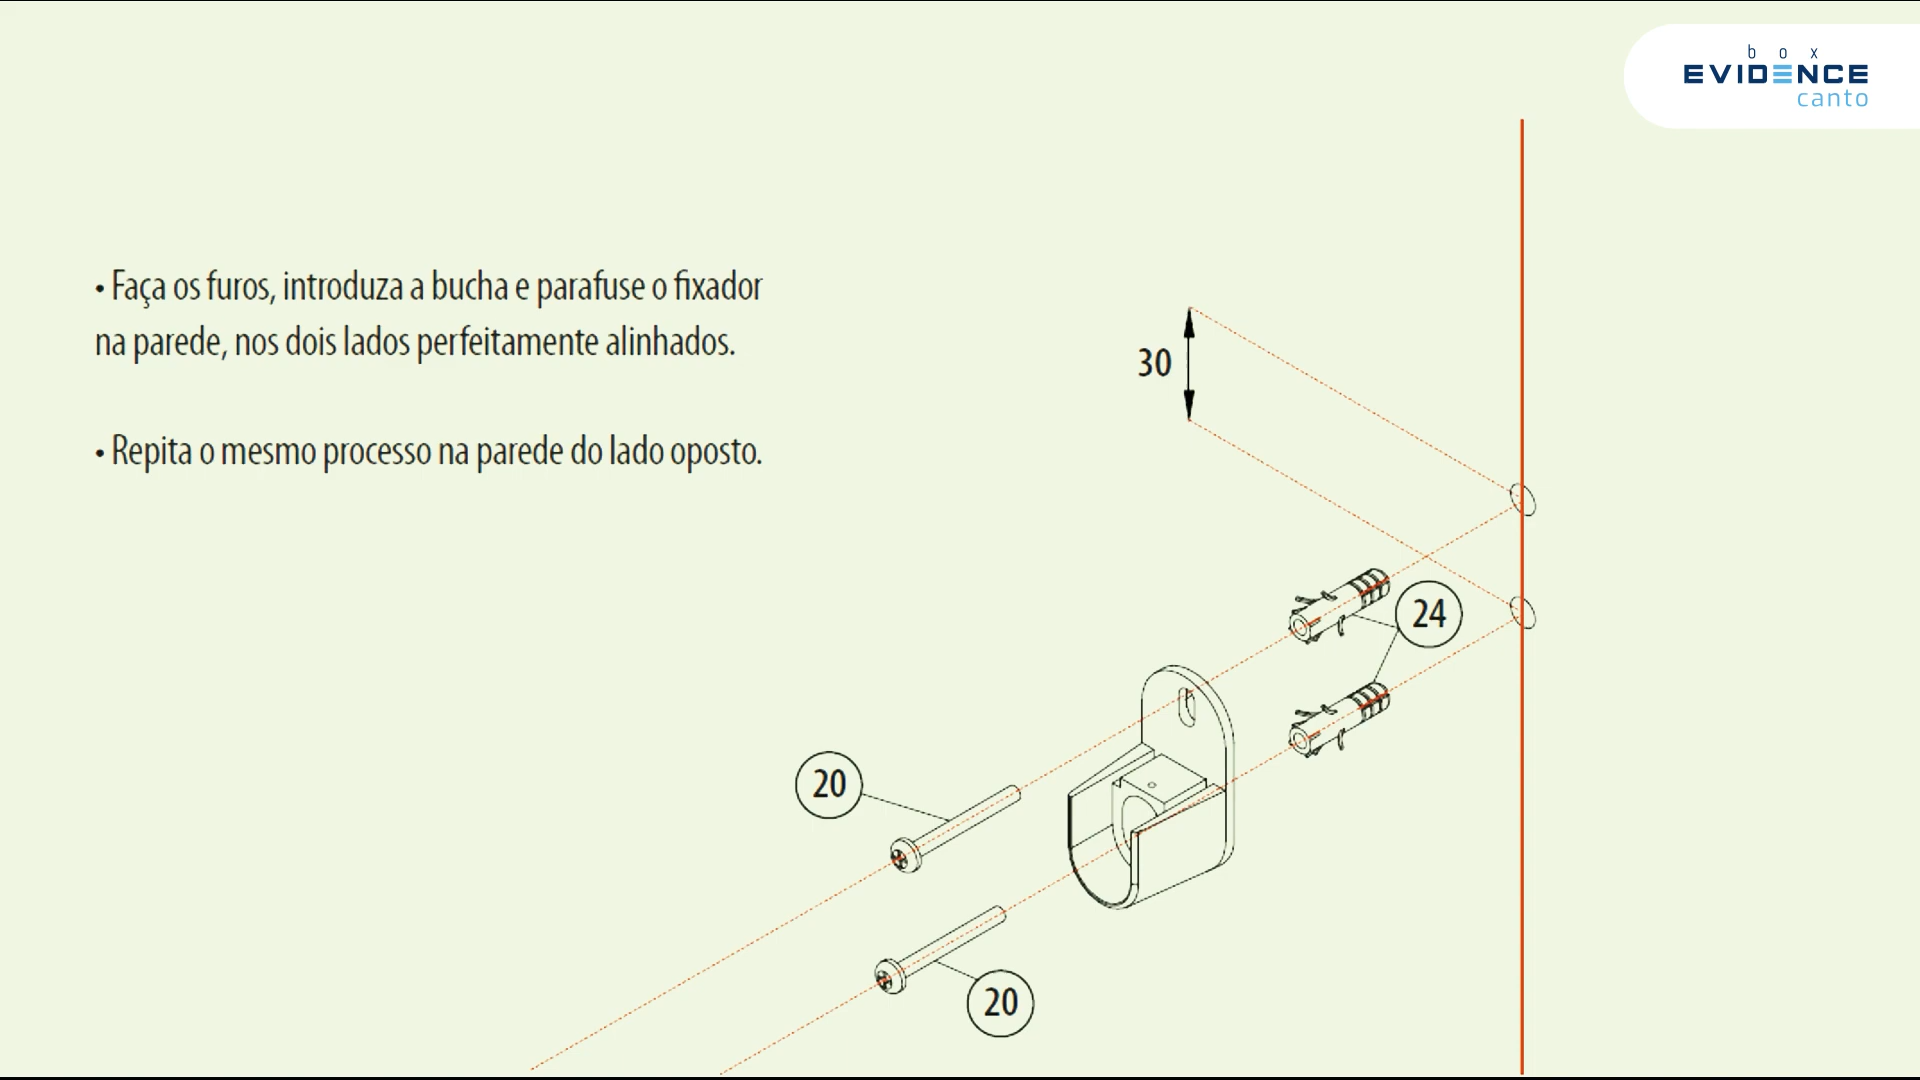 box
EVIDENCE
canto
• Faça os furos, introduza a bucha e parafuse o fixador
na parede, nos dois lados perfeitamente alinhados.
• Repita o mesmo processo na parede do lado oposto.
30
24
20
20